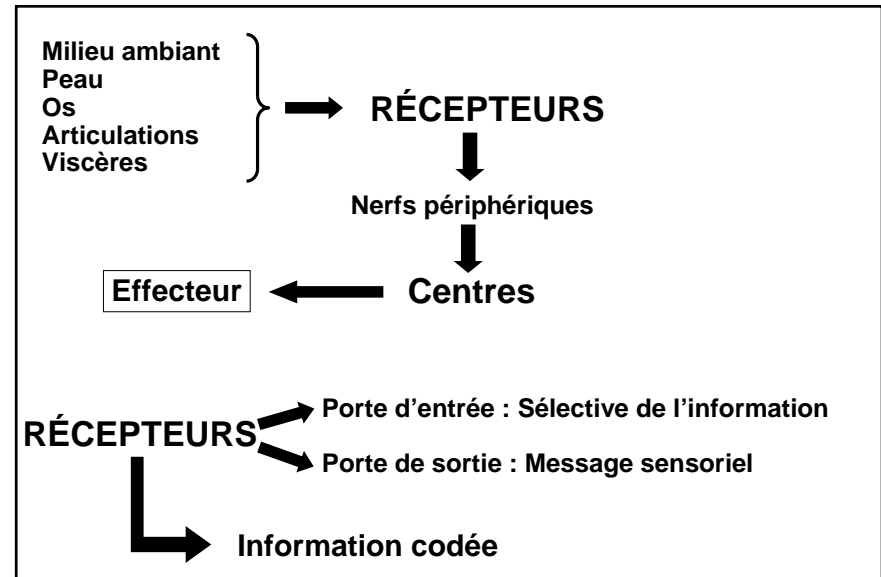 Milieu ambiant
Peau
Os
Articulations
Viscères
RÉCEPTEURS
Nerfs périphériques
Effecteur
Centres
RÉCEPTEURS
Porte d’entrée : Sélective de l’information
Porte de sortie : Message sensoriel
Information codée